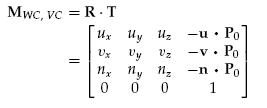 M_{WC, VC} = R · T
= [ u_x u_y u_z −u · P_0
v_x v_y v_z −v · P_0
n_x n_y n_z −n · P_0
0 0 0 1 ]